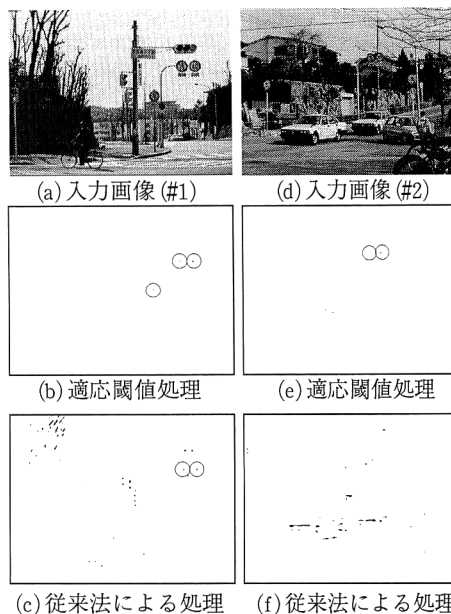 (a)入力画像(#1)
(d)入力画像(#2)
(b)適応閾値処理
(e)適応閾値処理
(c)従来法による処理
(f)従来法による処理